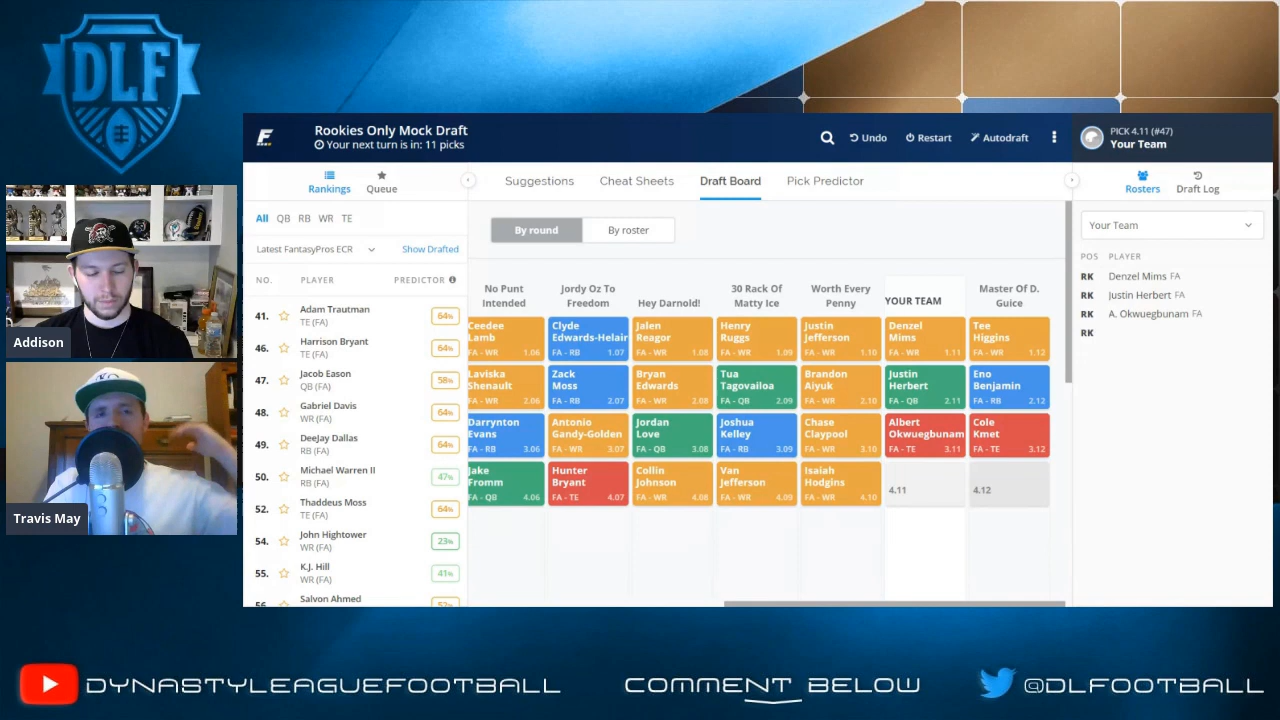 DLF
Addison
Travis May
F
Rookies Only Mock Draft
Your next turn is in: 11 picks
Undo
Restart
Autodraft
PICK 4.11 (#47)
Your Team
Rankings
Queue
Suggestions
Cheat Sheets
Draft Board
Pick Predictor
Rosters
Draft Log
All QB RB WR TE
Latest FantasyPros ECR
Show Drafted
NO. PLAYER PREDICTOR
41. Adam Trautman 64%
TE (FA)
46. Harrison Bryant 64%
TE (FA)
47. Jacob Eason 58%
QB (FA)
48. Gabriel Davis 64%
WR (FA)
49. DeeJay Dallas 64%
RB (FA)
50. Michael Warren II 47%
RB (FA)
52. Thaddeus Moss 64%
TE (FA)
54. John Hightower 23%
WR (FA)
55. K.J. Hill 41%
WR (FA)
56. Salvon Ahmed 52%
By round
By roster
No Punt Intended
Jordy Oz To Freedom
Hey Darnold!
30 Rack Of Matty Ice
Worth Every Penny
YOUR TEAM
Master Of D. Guice
Ceedee Lamb
FA - WR 1.06
Clyde Edwards-Helair
FA - RB 1.07
Jalen Reagor
FA - WR 1.08
Henry Ruggs
FA - WR 1.09
Justin Jefferson
FA - WR 1.10
Denzel Mims
FA - WR 1.11
Tee Higgins
FA - WR 1.12
Laviska Shenault
FA - WR 2.06
Zack Moss
FA - RB 2.07
Bryan Edwards
FA - WR 2.08
Tua Tagovailoa
FA - QB 2.09
Brandon Aiyuk
FA - WR 2.10
Justin Herbert
FA - QB 2.11
Eno Benjamin
FA - RB 2.12
Darrynton Evans
FA - RB 3.06
Antonio Gandy-Golden
FA - WR 3.07
Jordan Love
FA - QB 3.08
Joshua Kelley
FA - RB 3.09
Chase Claypool
FA - WR 3.10
Albert Okwuegbunam
FA - TE 3.11
Cole Kmet
FA - TE 3.12
Jake Fromm
FA - QB 4.06
Hunter Bryant
FA - TE 4.07
Collin Johnson
FA - WR 4.08
Van Jefferson
FA - WR 4.09
Isaiah Hodgins
FA - WR 4.10
4.11
4.12
Your Team
POS PLAYER
RK Denzel Mims FA
RK Justin Herbert FA
RK A. Okwuegbunam FA
RK
DYNASTYLEAGUEFOOTBALL
COMMENT BELOW
@DLFOOTBALL